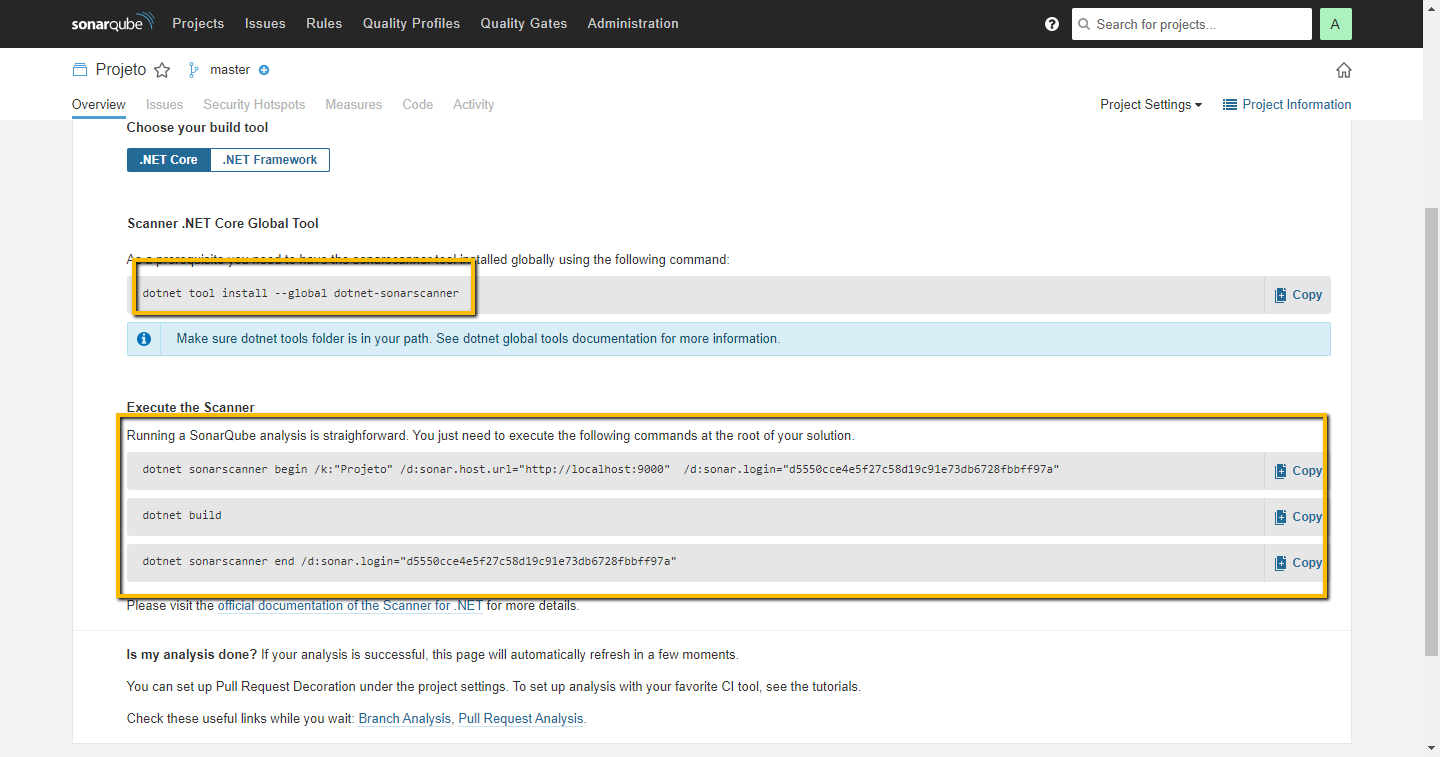 sonarqube Projects Issues Rules Quality Profiles Quality Gates Administration ? Search for projects... A
Projeto master
Overview Issues Security Hotspots Measures Code Activity Project Settings Project Information
Choose your build tool
.NET Core .NET Framework
Scanner .NET Core Global Tool
As a prerequisite you need to have the sonarscanner tool installed globally using the following command:
dotnet tool install --global dotnet-sonarscanner Copy
Make sure dotnet tools folder is in your path. See dotnet global tools documentation for more information.
Execute the Scanner
Running a SonarQube analysis is straighforward. You just need to execute the following commands at the root of your solution.
dotnet sonarscanner begin /k:"Projeto" /d:sonar.host.url="http://localhost:9000" /d:sonar.login="d5550cce4e5f27c58d19c91e73db6728fbbff97a" Copy
dotnet build Copy
dotnet sonarscanner end /d:sonar.login="d5550cce4e5f27c58d19c91e73db6728fbbff97a" Copy
Please visit the official documentation of the Scanner for .NET for more details.
Is my analysis done? If your analysis is successful, this page will automatically refresh in a few moments.
You can set up Pull Request Decoration under the project settings. To set up analysis with your favorite CI tool, see the tutorials.
Check these useful links while you wait: Branch Analysis, Pull Request Analysis.